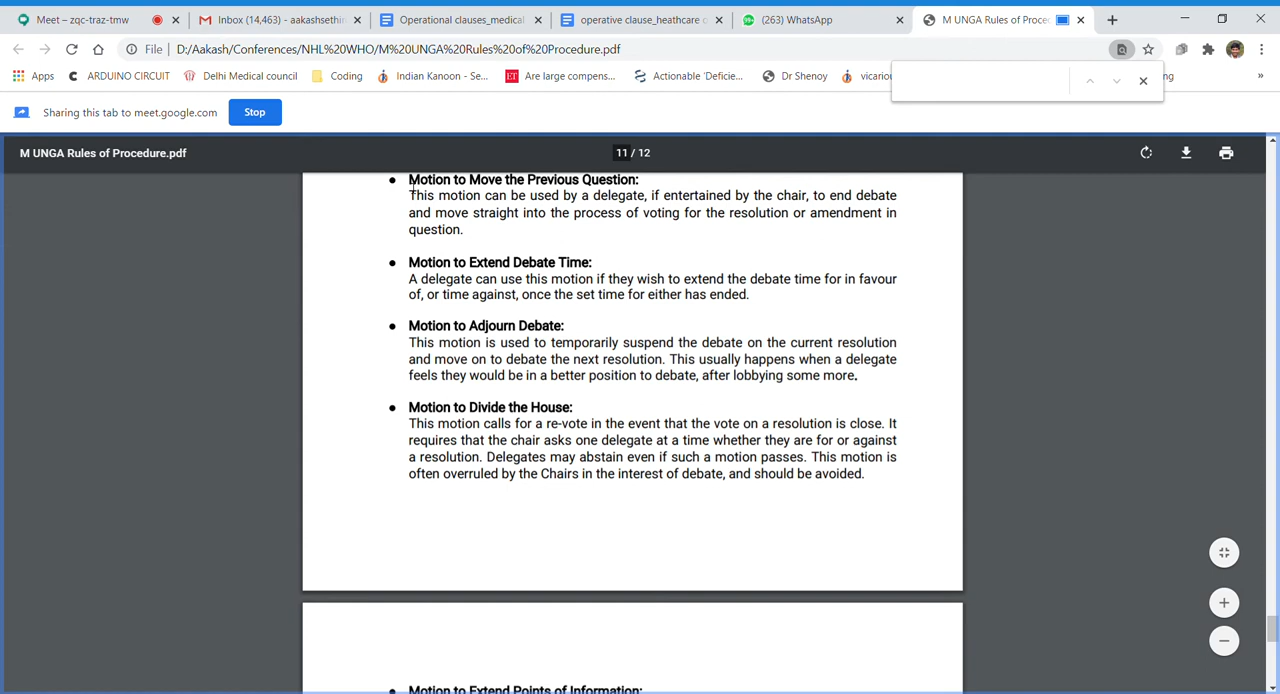 Meet – zqc-traz-tmw
Inbox (14,463) - aakashsethi
Operational clauses_medical
operative clause_heathcare c
(263) WhatsApp
M UNGA Rules of Proce
File | D:/Aakash/Conferences/NHL%20WHO/M%20UNGA%20Rules%20of%20Procedure.pdf
Apps
ARDUINO CIRCUIT
Delhi Medical council
Coding
Indian Kanoon - Se...
Are large compens...
Actionable 'Deficie...
Dr Shenoy
vicariou
ng
»
Sharing this tab to meet.google.com
Stop
M UNGA Rules of Procedure.pdf
11 / 12
• Motion to Move the Previous Question:
This motion can be used by a delegate, if entertained by the chair, to end debate
and move straight into the process of voting for the resolution or amendment in
question.
• Motion to Extend Debate Time:
A delegate can use this motion if they wish to extend the debate time for in favour
of, or time against, once the set time for either has ended.
• Motion to Adjourn Debate:
This motion is used to temporarily suspend the debate on the current resolution
and move on to debate the next resolution. This usually happens when a delegate
feels they would be in a better position to debate, after lobbying some more.
• Motion to Divide the House:
This motion calls for a re-vote in the event that the vote on a resolution is close. It
requires that the chair asks one delegate at a time whether they are for or against
a resolution. Delegates may abstain even if such a motion passes. This motion is
often overruled by the Chairs in the interest of debate, and should be avoided.
• Motion to Extend Points of Information: